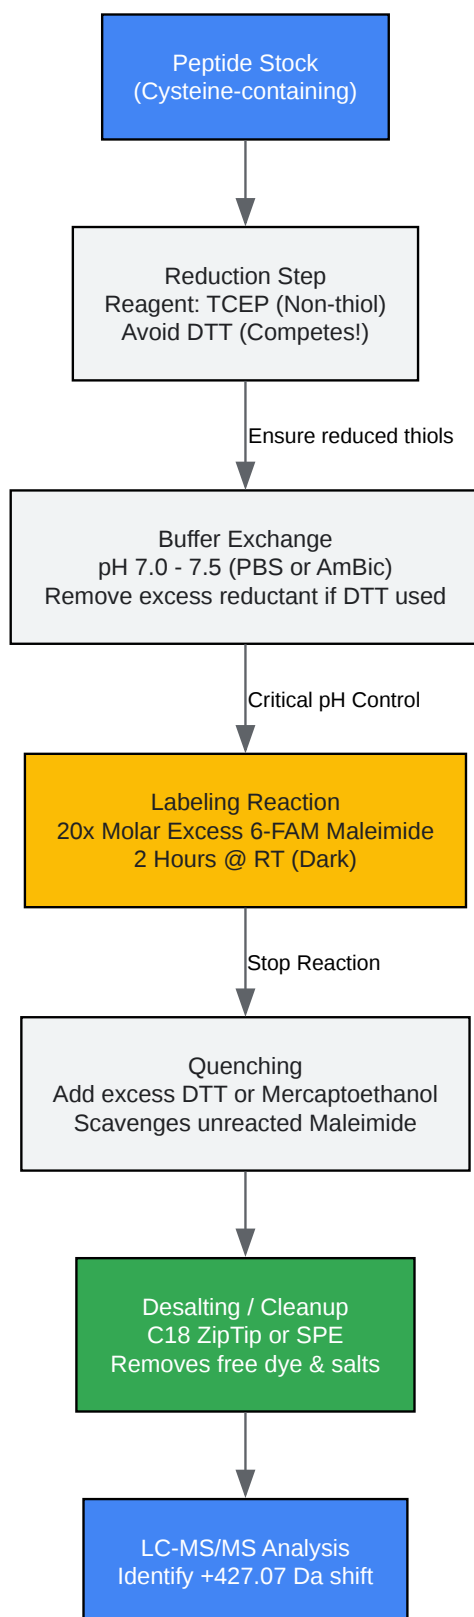 Peptide Stock
(Cysteine-containing)
Reduction Step
Reagent: TCEP (Non-thiol)
Avoid DTT (Competes!)
Ensure reduced thiols
Buffer Exchange
pH 7.0 - 7.5 (PBS or AmBic)
Remove excess reductant if DTT used
Critical pH Control
Labeling Reaction
20x Molar Excess 6-FAM Maleimide
2 Hours @ RT (Dark)
Stop Reaction
Quenching
Add excess DTT or Mercaptoethanol
Scavenges unreacted Maleimide
Desalting / Cleanup
C18 ZipTip or SPE
Removes free dye & salts
LC-MS/MS Analysis
Identify +427.07 Da shift